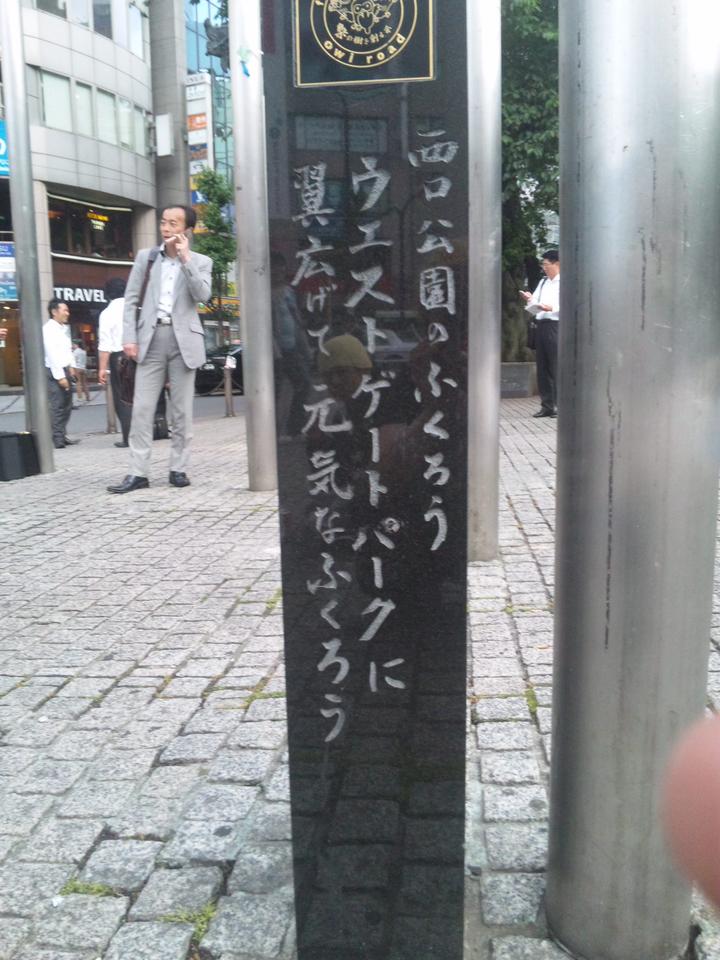 owl road
西口公園のふくろう
ウエストゲートパークに
翼広げて元気なふくろう
TRAVEL